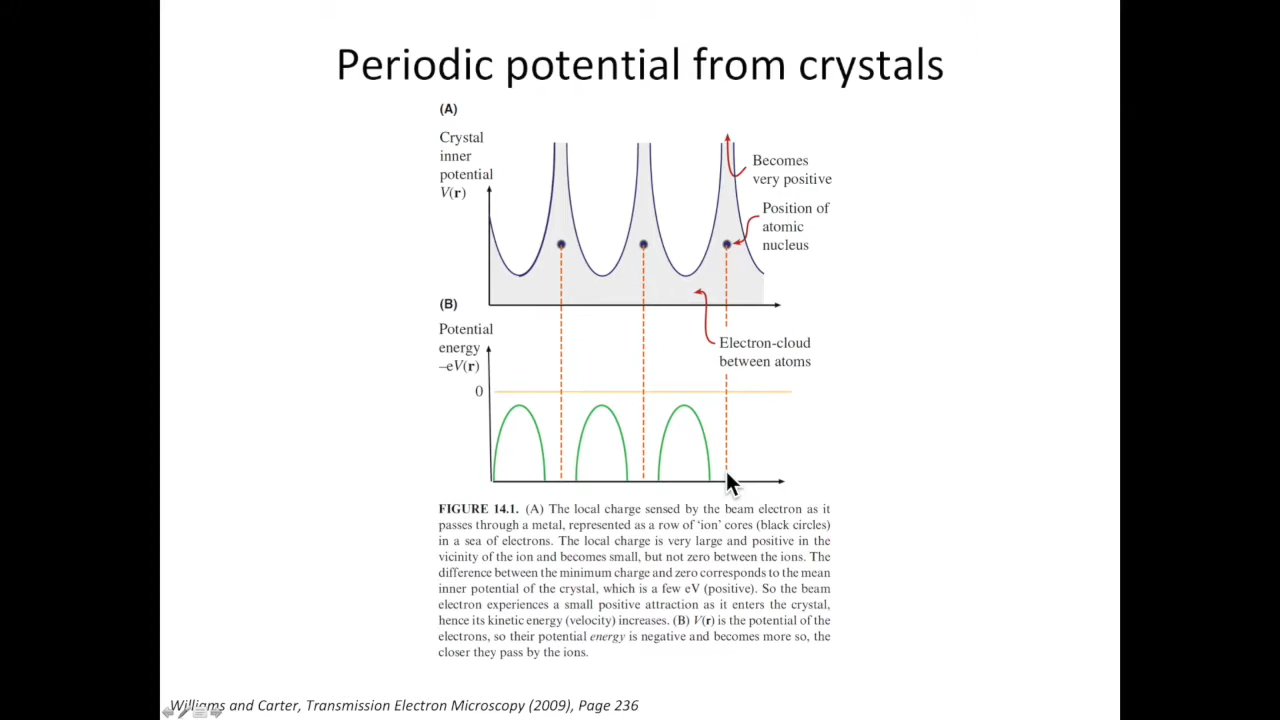 Periodic potential from crystals
(A)
Crystal
inner
potential
V(r)
Becomes
very positive
Position of
atomic
nucleus
(B)
Potential
energy
–eV(r)
0
Electron-cloud
between atoms
FIGURE 14.1. (A) The local charge sensed by the beam electron as it
passes through a metal, represented as a row of ‘ion’ cores (black circles)
in a sea of electrons. The local charge is very large and positive in the
vicinity of the ion and becomes small, but not zero between the ions. The
difference between the minimum charge and zero corresponds to the mean
inner potential of the crystal, which is a few eV (positive). So the beam
electron experiences a small positive attraction as it enters the crystal,
hence its kinetic energy (velocity) increases. (B) V(r) is the potential of the
electrons, so their potential energy is negative and becomes more so, the
closer they pass by the ions.
Williams and Carter, Transmission Electron Microscopy (2009), Page 236